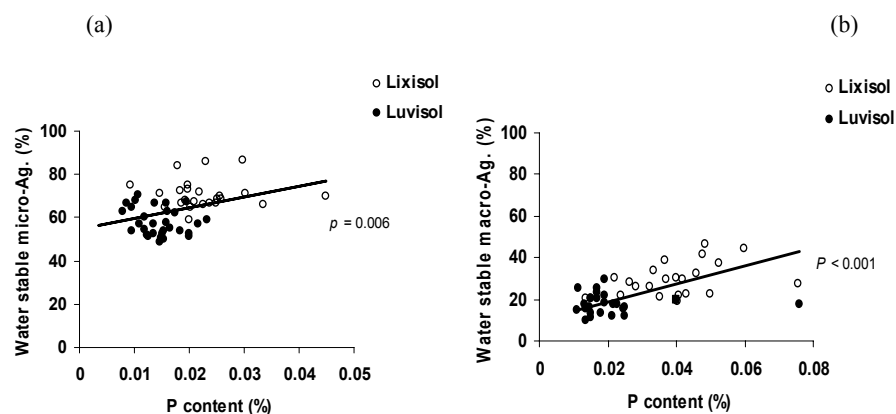 (a)
(b)
Lixisol
Luvisol
Water stable micro-Ag. (%)
100
80
60
40
20
0
p = 0.006
0
0.01
0.02
0.03
0.04
0.05
P content (%)
Lixisol
Luvisol
Water stable macro-Ag. (%)
100
80
60
40
20
0
P < 0.001
0
0.02
0.04
0.06
0.08
P content (%)